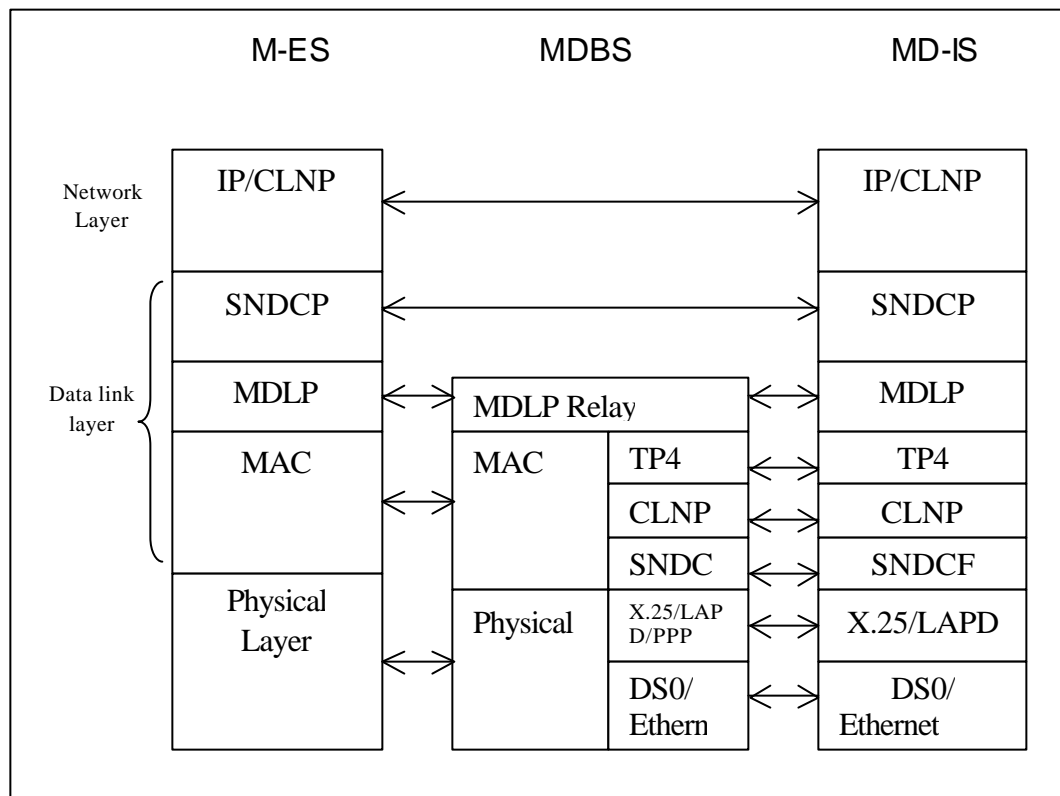 M-ES MDBS MD-IS
Network
Layer
IP/CLNP IP/CLNP
SNDCP SNDCP
Data link
layer
MDLP MDLP Relay MDLP
MAC MAC TP4 TP4
CLNP CLNP
SNDC SNDCF
Physical
Layer
Physical X.25/LAP
D/PPP
X.25/LAPD
DS0/
Ethern
DS0/
Ethernet